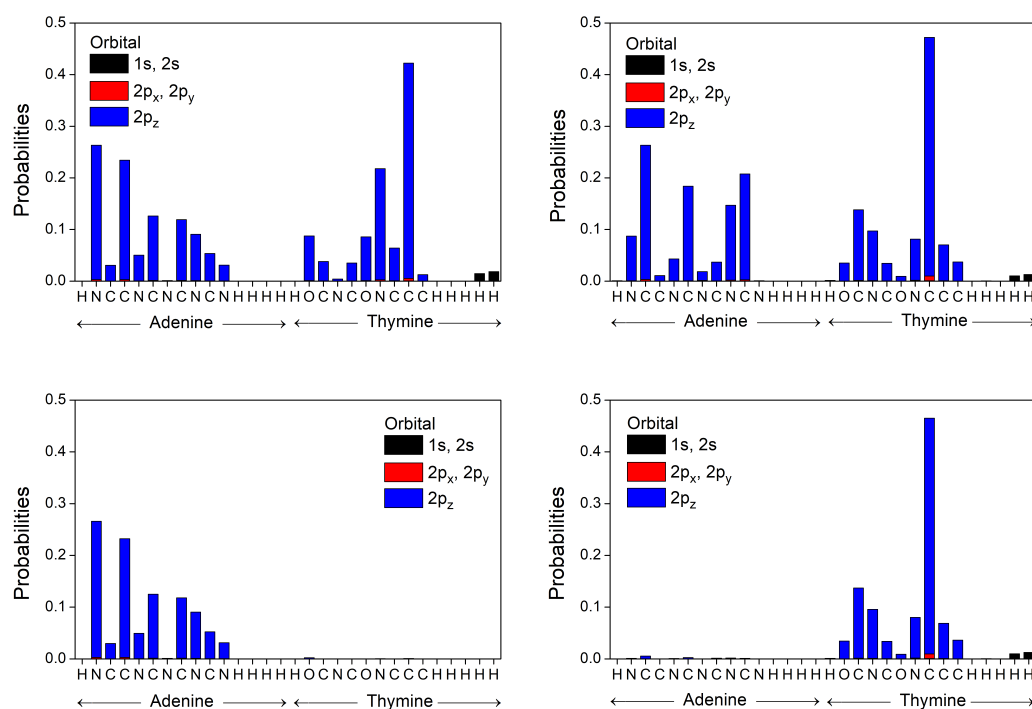 0.5
0.4
0.3
0.2
0.1
0.0
Probabilities
Orbital
1s, 2s
2px, 2py
2pz
H N C C N C N C N C N H H H H H O C N C O N C C C H H H H H
← Adenine → ← Thymine →
0.5
0.4
0.3
0.2
0.1
0.0
Probabilities
Orbital
1s, 2s
2px, 2py
2pz
H N C C N C N C N C N H H H H H O C N C O N C C C H H H H H
← Adenine → ← Thymine →
0.5
0.4
0.3
0.2
0.1
0.0
Probabilities
Orbital
1s, 2s
2px, 2py
2pz
H N C C N C N C N C N H H H H H O C N C O N C C C H H H H H
← Adenine → ← Thymine →
0.5
0.4
0.3
0.2
0.1
0.0
Probabilities
Orbital
1s, 2s
2px, 2py
2pz
H N C C N C N C N C N H H H H H O C N C O N C C C H H H H H
← Adenine → ← Thymine →